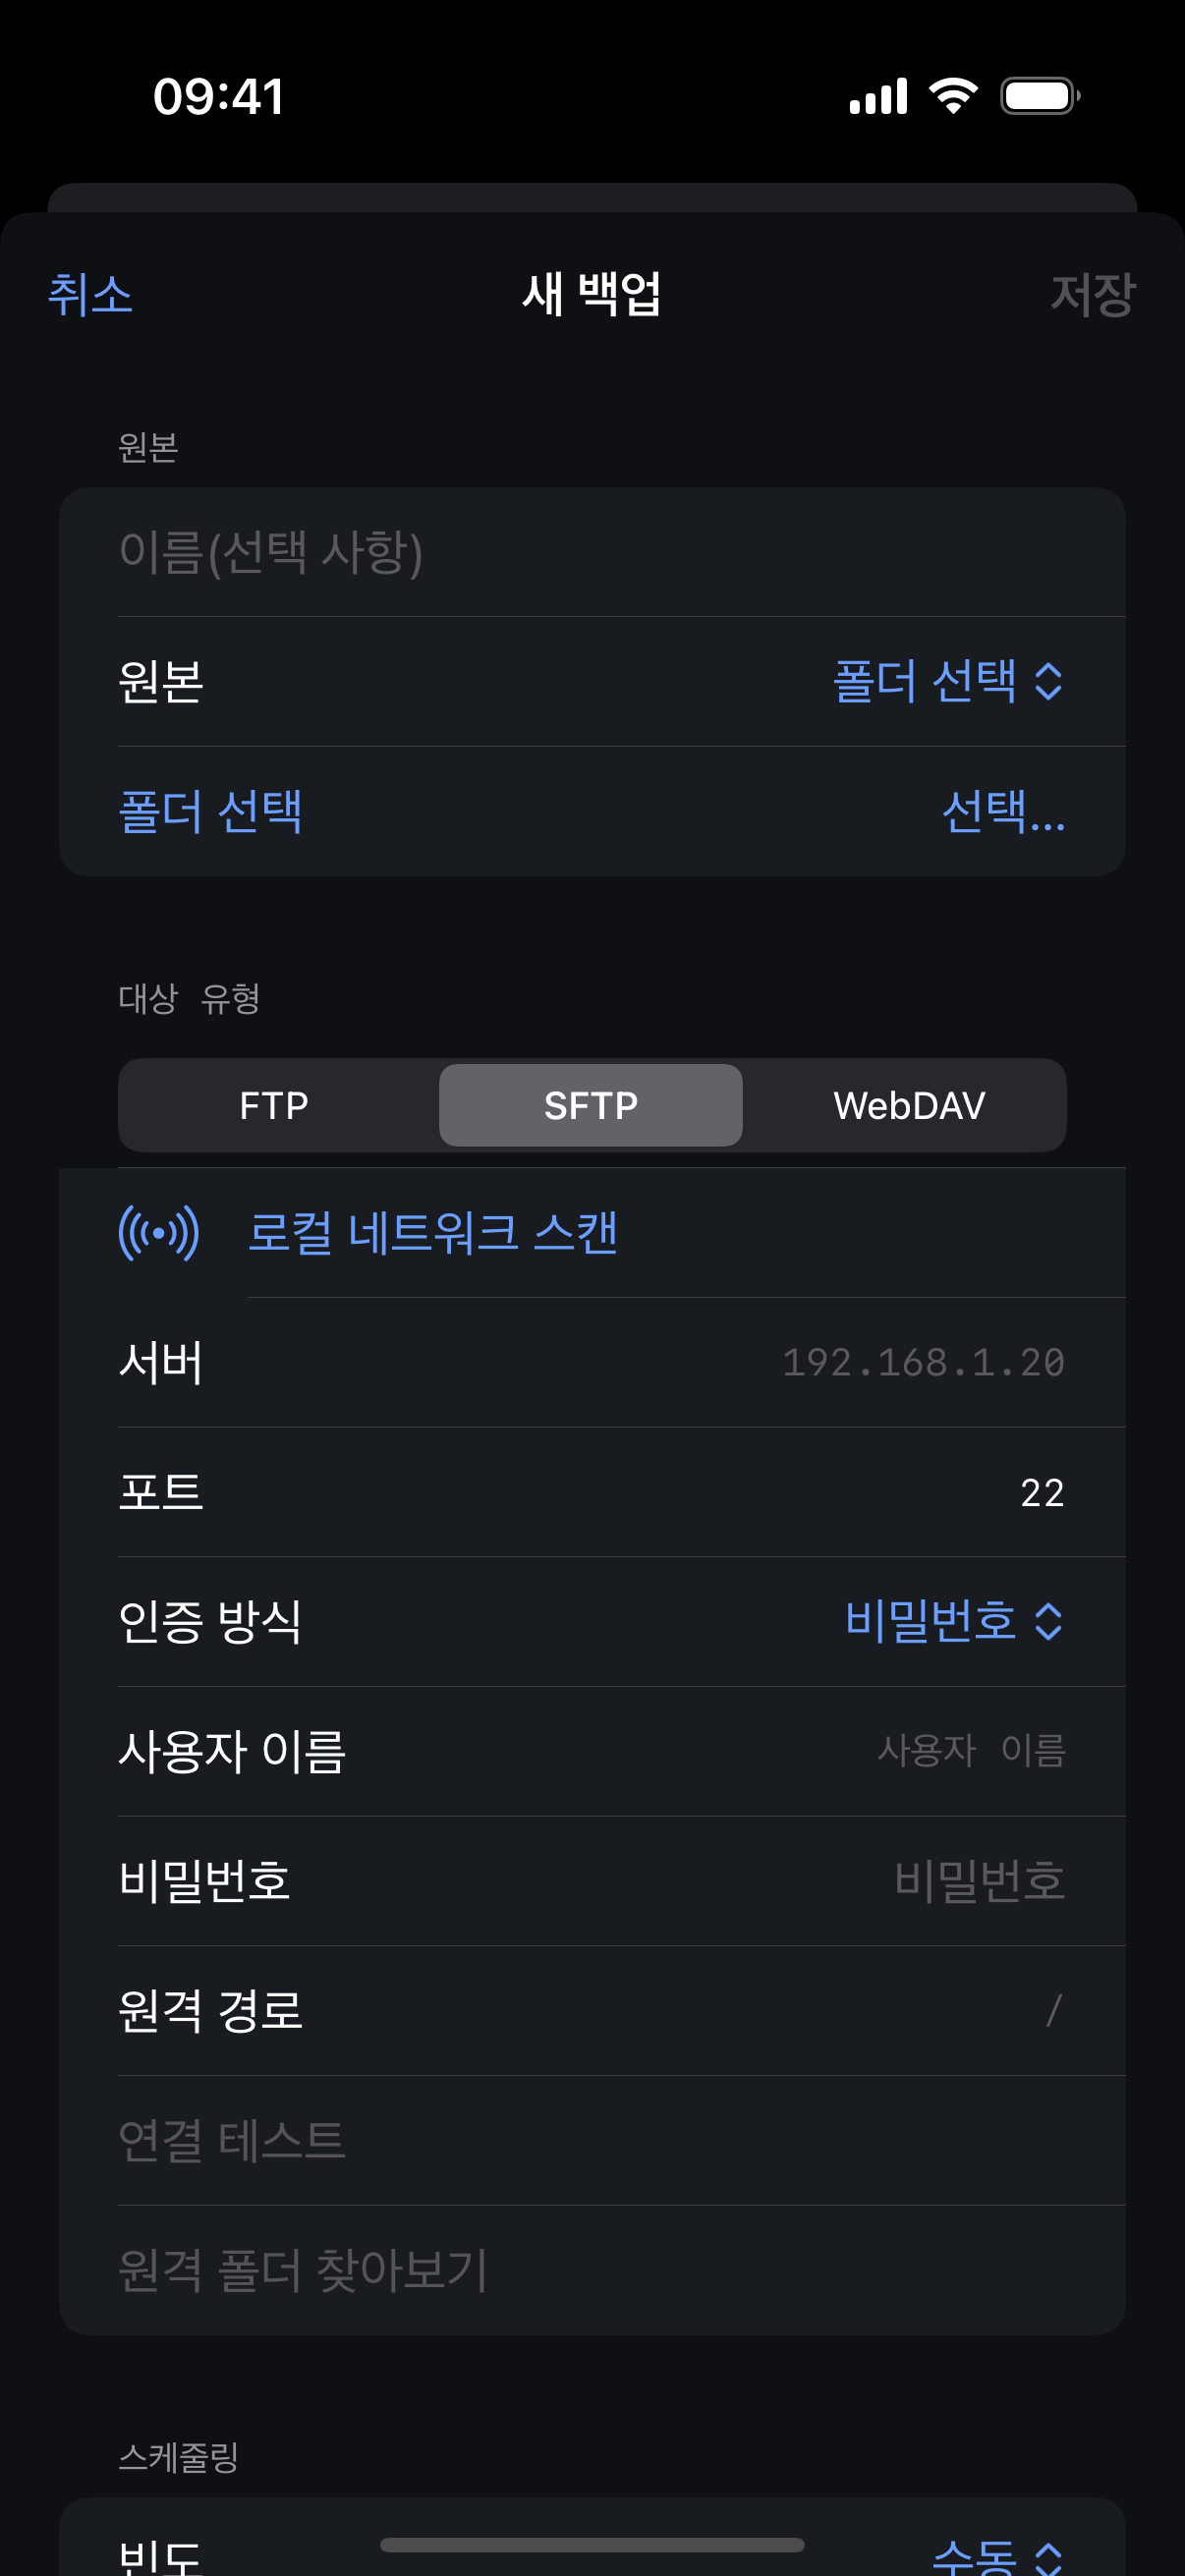 09:41
취소
새 백업
저장
원본
이름(선택 사항)
원본
폴더 선택
폴더 선택
선택...
대상 유형
FTP
SFTP
WebDAV
로컬 네트워크 스캔
서버
192.168.1.20
포트
22
인증 방식
비밀번호
사용자 이름
사용자 이름
비밀번호
비밀번호
원격 경로
/
연결 테스트
원격 폴더 찾아보기
스케줄링
빈도
수동